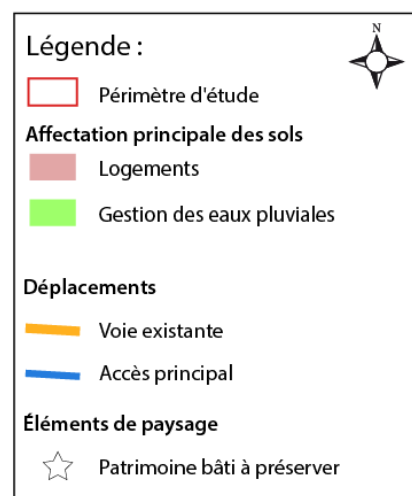 N
Légende :
Périmètre d'étude
Affectation principale des sols
Logements
Gestion des eaux pluviales
Déplacements
Voie existante
Accès principal
Éléments de paysage
Patrimoine bâti à préserver